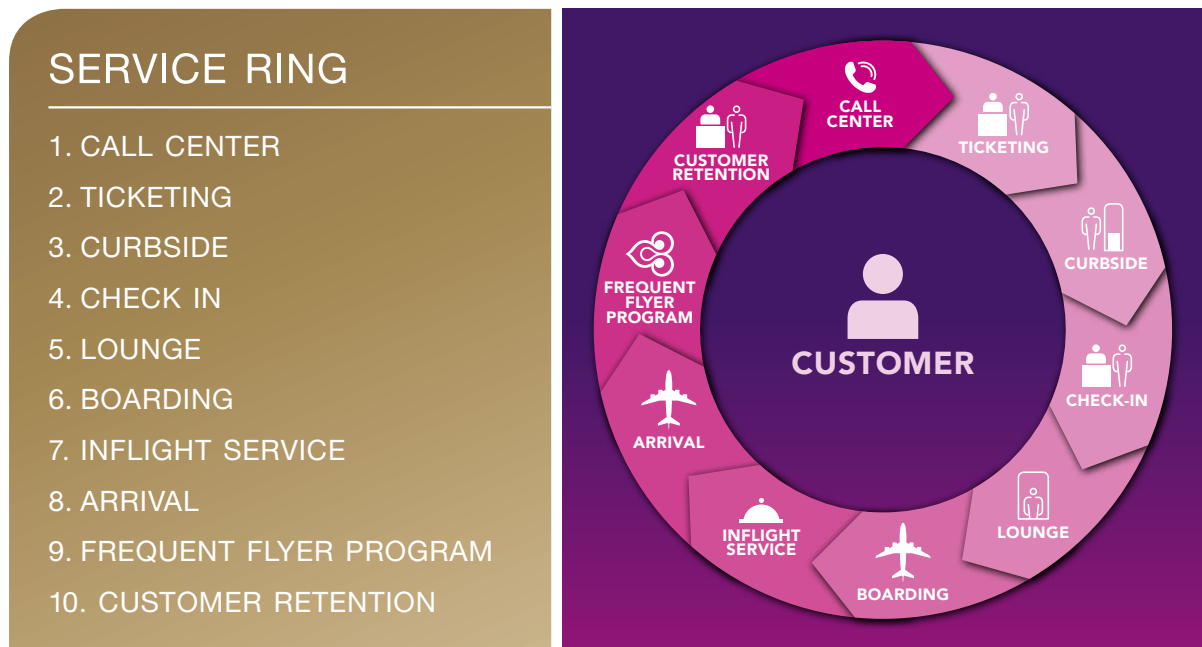 SERVICE RING
1. CALL CENTER
2. TICKETING
3. CURBSIDE
4. CHECK IN
5. LOUNGE
6. BOARDING
7. INFLIGHT SERVICE
8. ARRIVAL
9. FREQUENT FLYER PROGRAM
10. CUSTOMER RETENTION
CALL
CENTER
TICKETING
CURBSIDE
CHECK-IN
LOUNGE
BOARDING
INFLIGHT
SERVICE
ARRIVAL
FREQUENT
FLYER
PROGRAM
CUSTOMER
RETENTION
CUSTOMER